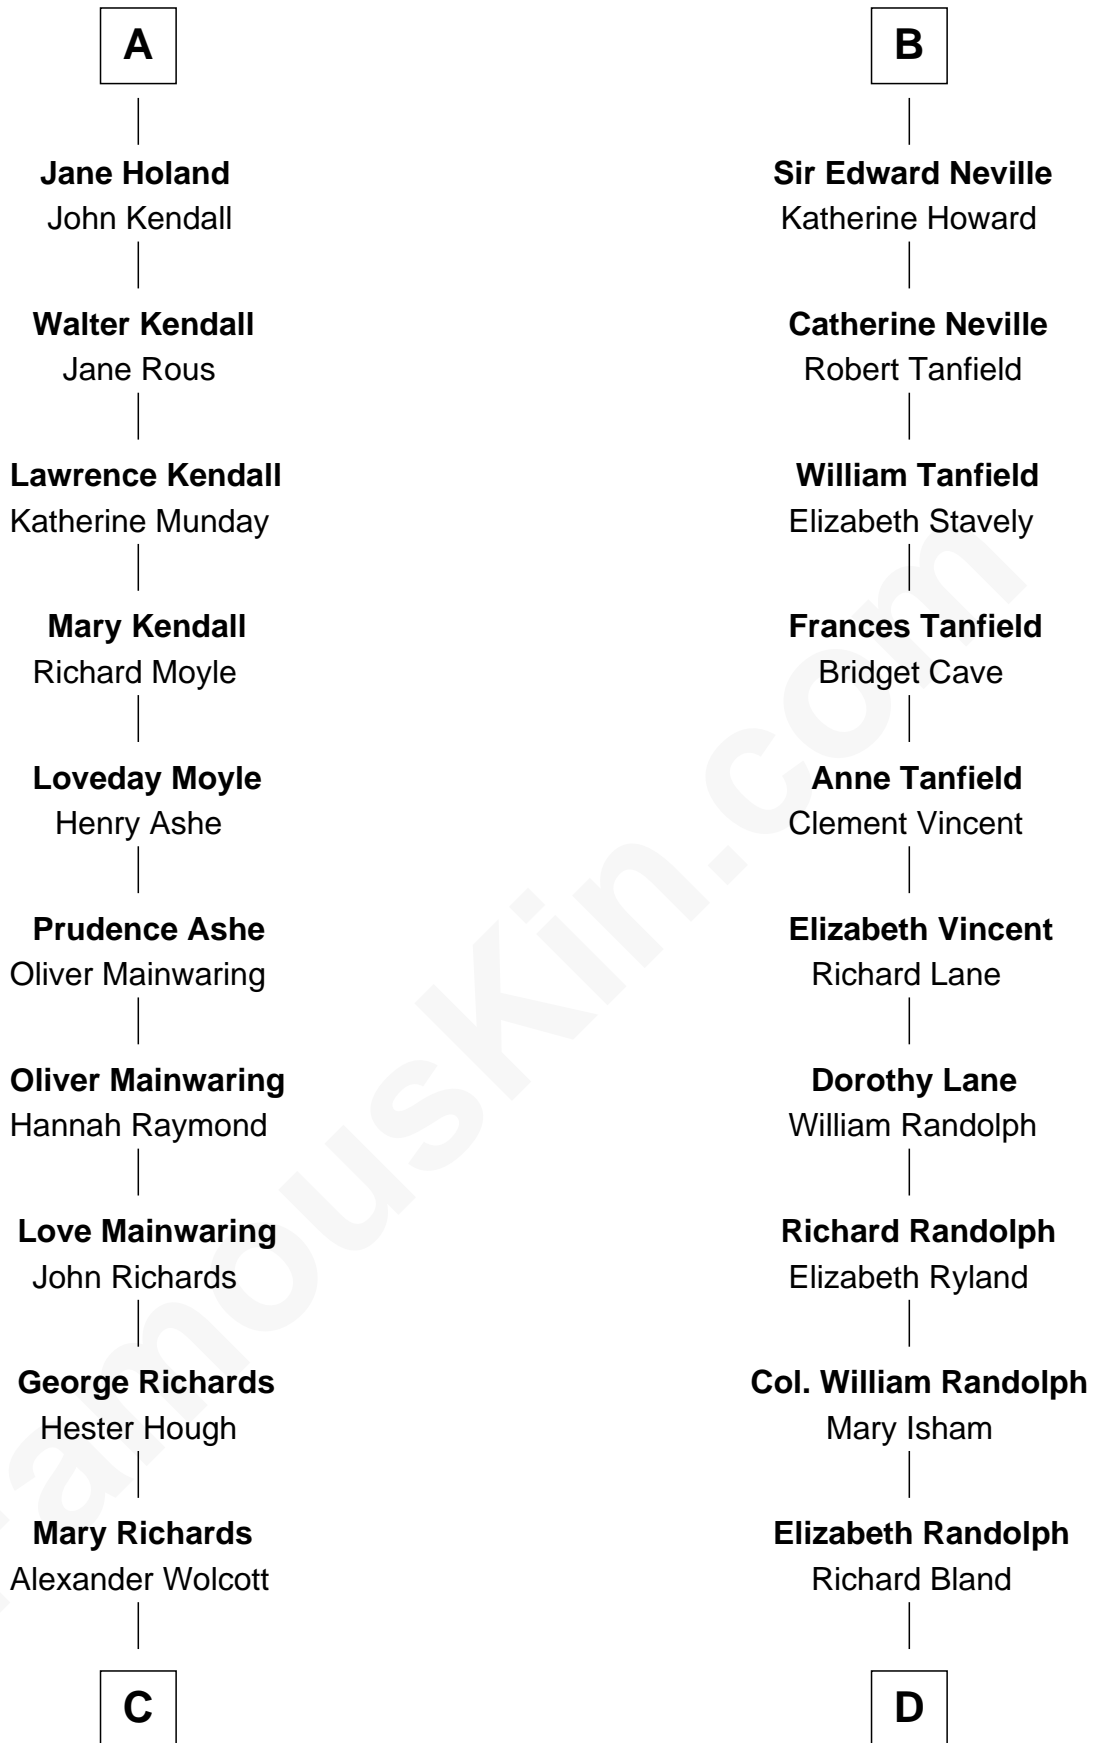 A
Jane Holand
John Kendall
Walter Kendall
Jane Rous
Lawrence Kendall
Katherine Munday
Mary Kendall
Richard Moyle
Loveday Moyle
Henry Ashe
Prudence Ashe
Oliver Mainwaring
Oliver Mainwaring
Hannah Raymond
Love Mainwaring
John Richards
George Richards
Hester Hough
Mary Richards
Alexander Wolcott
C
B
Sir Edward Neville
Katherine Howard
Catherine Neville
Robert Tanfield
William Tanfield
Elizabeth Stavely
Frances Tanfield
Bridget Cave
Anne Tanfield
Clement Vincent
Elizabeth Vincent
Richard Lane
Dorothy Lane
William Randolph
Richard Randolph
Elizabeth Ryland
Col. William Randolph
Mary Isham
Elizabeth Randolph
Richard Bland
D
FamousKin.com